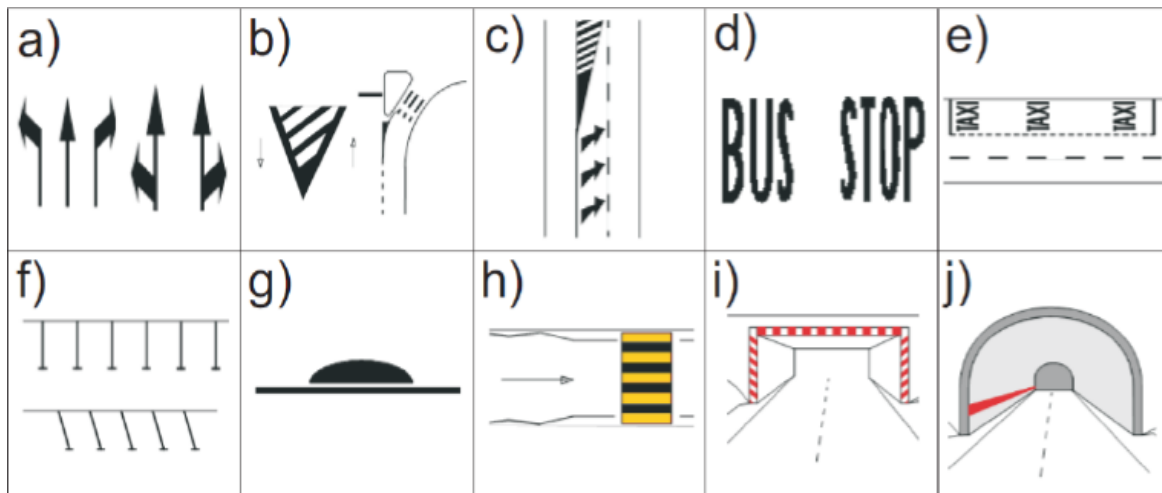 a)
b)
c)
d)
e)
BUS STOP
TAXI TAXI TAXI
f)
g)
h)
i)
j)